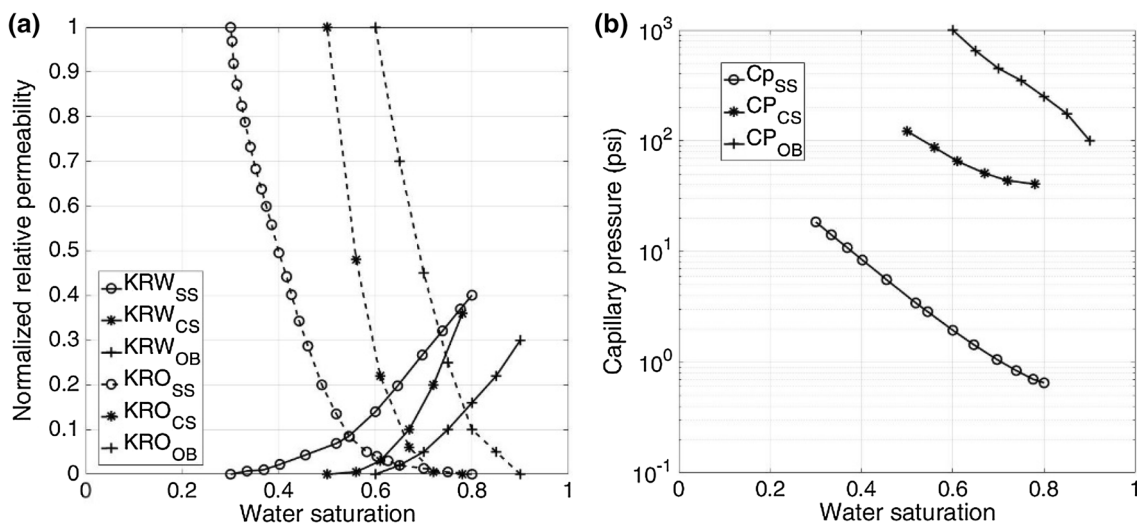 (a)
Normalized relative permeability
1
0.9
0.8
0.7
0.6
0.5
0.4
0.3
0.2
0.1
0
KRW_SS
KRW_CS
KRW_OB
KRO_SS
KRO_CS
KRO_OB
0 0.2 0.4 0.6 0.8 1
Water saturation
(b)
Capillary pressure (psi)
10^3
10^2
10^1
10^0
10^-1
Cp_SS
CP_CS
CP_OB
0 0.2 0.4 0.6 0.8 1
Water saturation